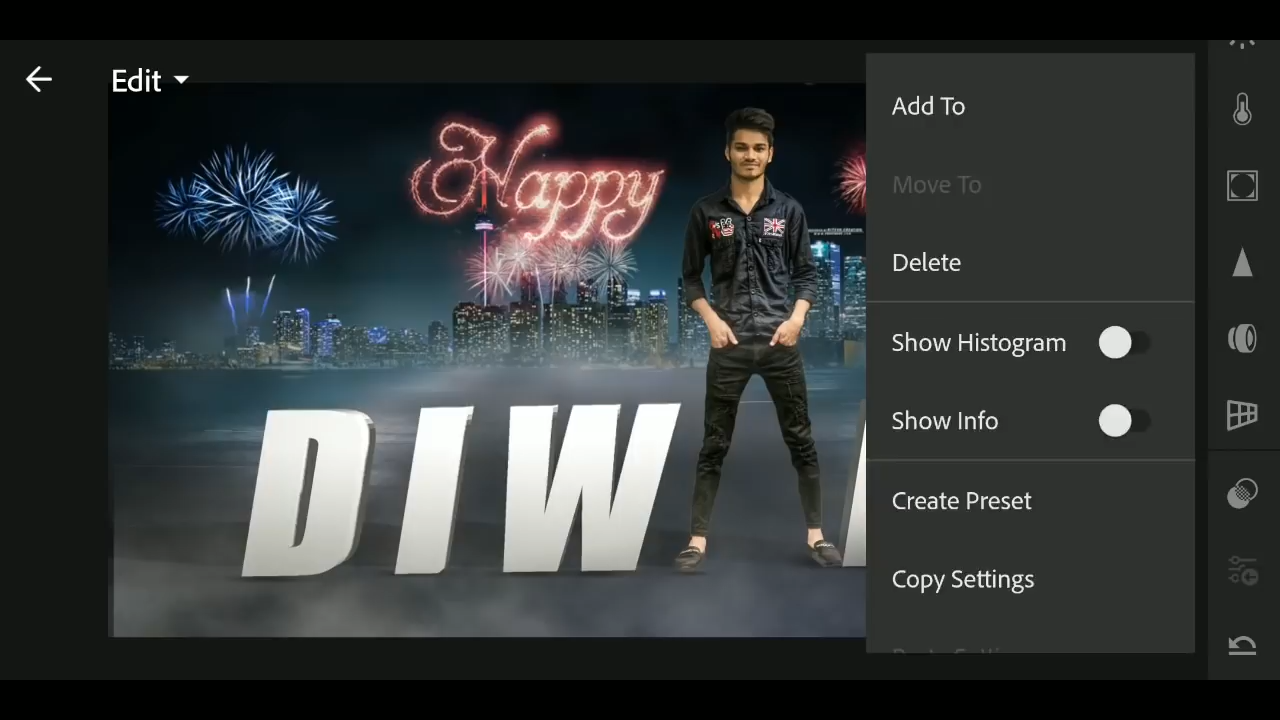 Edit
Happy
DIW
Add To
Move To
Delete
Show Histogram
Show Info
Create Preset
Copy Settings